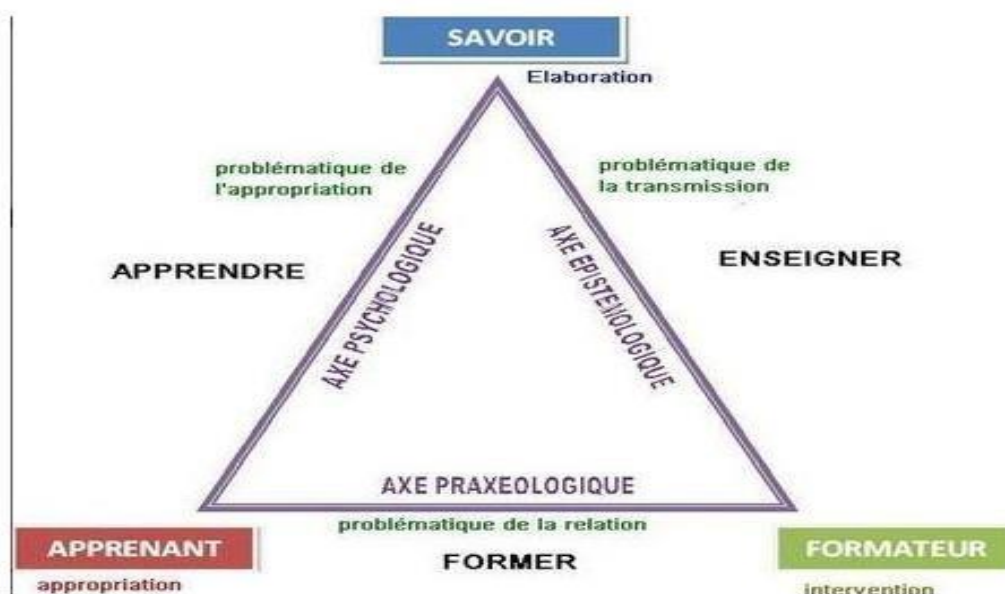 SAVOIR
Elaboration
problématique de
l'appropriation
problématique de
la transmission
APPRENDRE
ENSEIGNER
AXE PSYCHOLOGIQUE
AXE EPISTEMOLOGIQUE
AXE PRAXEOLOGIQUE
problématique de la relation
APPRENANT
FORMER
FORMATEUR
appropriation
intervention